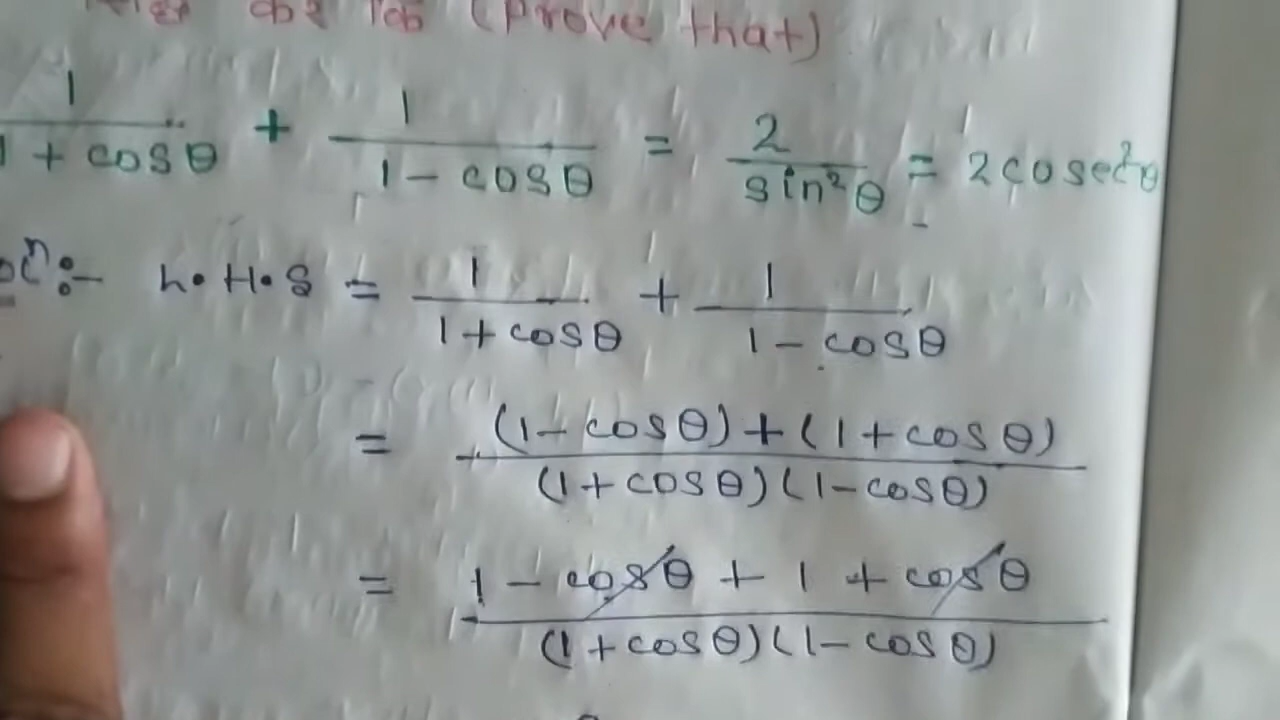 कि (Prove that)
1/1 + cosθ + 1/1 - cosθ = 2/sin²θ = 2cosec²θ
L.H.S = 1/1 + cosθ + 1/1 - cosθ
= (1 - cosθ) + (1 + cosθ)/(1 + cosθ)(1 - cosθ)
= 1 - cosθ + 1 + cosθ/(1 + cosθ)(1 - cosθ)